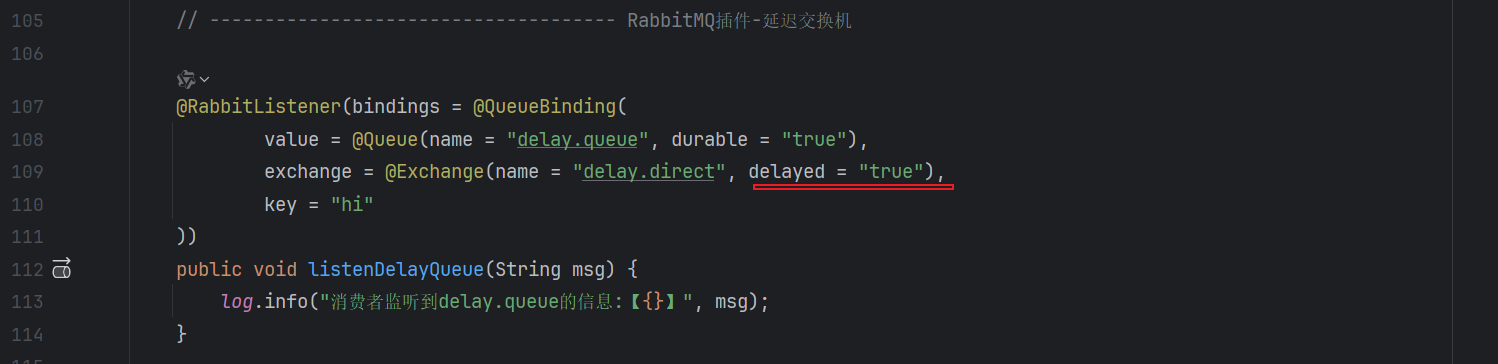 105 // ------------------------------------- RabbitMQ插件-延迟交换机
106
107 @RabbitListener(bindings = @QueueBinding(
108 value = @Queue(name = "delay.queue", durable = "true"),
109 exchange = @Exchange(name = "delay.direct", delayed = "true"),
110 key = "hi"
111 ))
112 public void listenDelayQueue(String msg) {
113 log.info("消费者监听到delay.queue的信息:【{}】", msg);
114 }